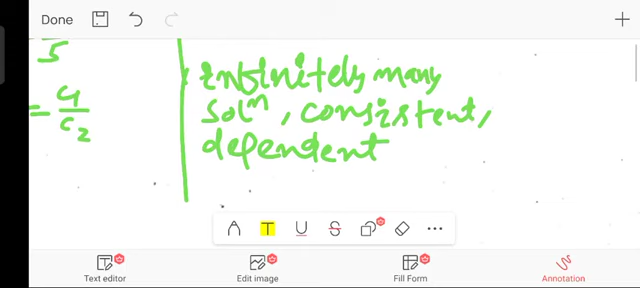 Done
5
= c1/c2
infinitely many
solⁿ, consistent,
dependent
Text editor
Edit image
Fill Form
Annotation